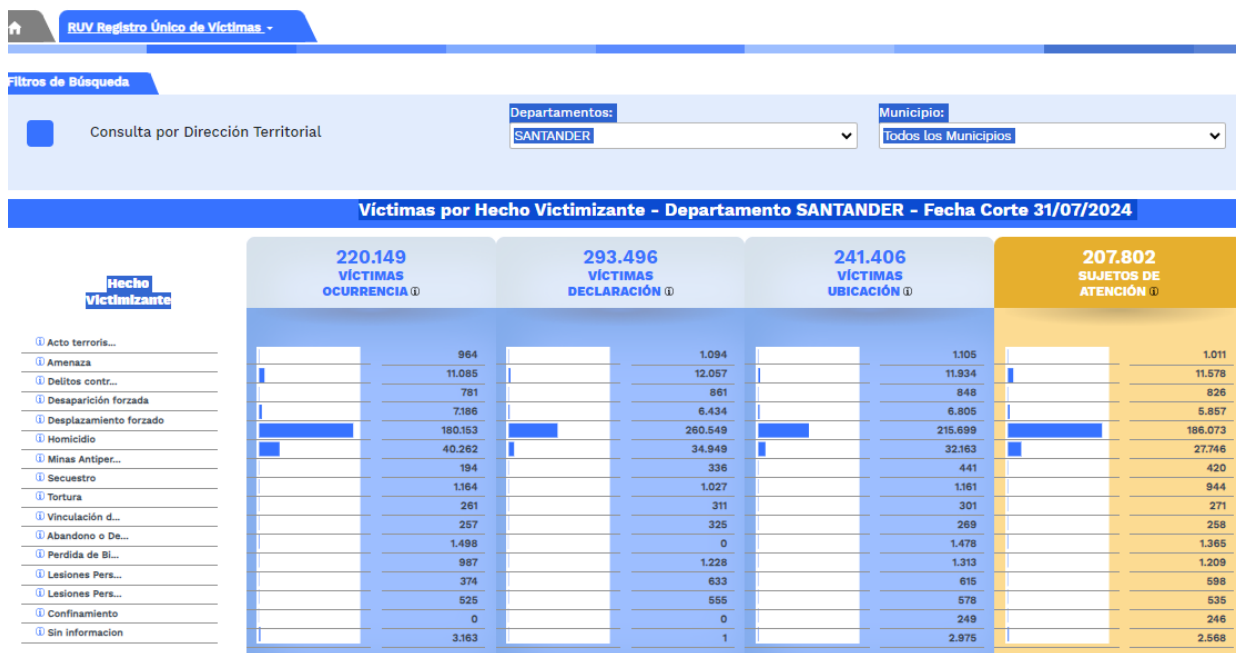 RUV Registro Único de Víctimas
Filtros de Búsqueda
Consulta por Dirección Territorial
Departamentos:
SANTANDER
Municipio:
Todos los Municipios
Víctimas por Hecho Victimizante - Departamento SANTANDER - Fecha Corte 31/07/2024
Hecho
Victimizante
220.149
VÍCTIMAS
OCURRENCIA
293.496
VÍCTIMAS
DECLARACIÓN
241.406
VÍCTIMAS
UBICACIÓN
207.802
SUJETOS DE
ATENCIÓN
Acto terroris... 964 1.094 1.105 1.011
Amenaza 11.085 12.057 11.934 11.578
Delitos contr... 781 861 848 826
Desaparición forzada 7.186 6.434 6.805 5.857
Desplazamiento forzado 180.153 260.549 215.699 186.073
Homicidio 40.262 34.949 32.163 27.746
Minas Antiper... 194 336 441 420
Secuestro 1.164 1.027 1.161 944
Tortura 261 311 301 271
Vinculación d... 257 325 269 258
Abandono o De... 1.498 0 1.478 1.365
Perdida de Bi... 987 1.228 1.313 1.209
Lesiones Pers... 374 633 615 598
Lesiones Pers... 525 555 578 535
Confinamiento 0 0 249 246
Sin informacion 3.163 1 2.975 2.568